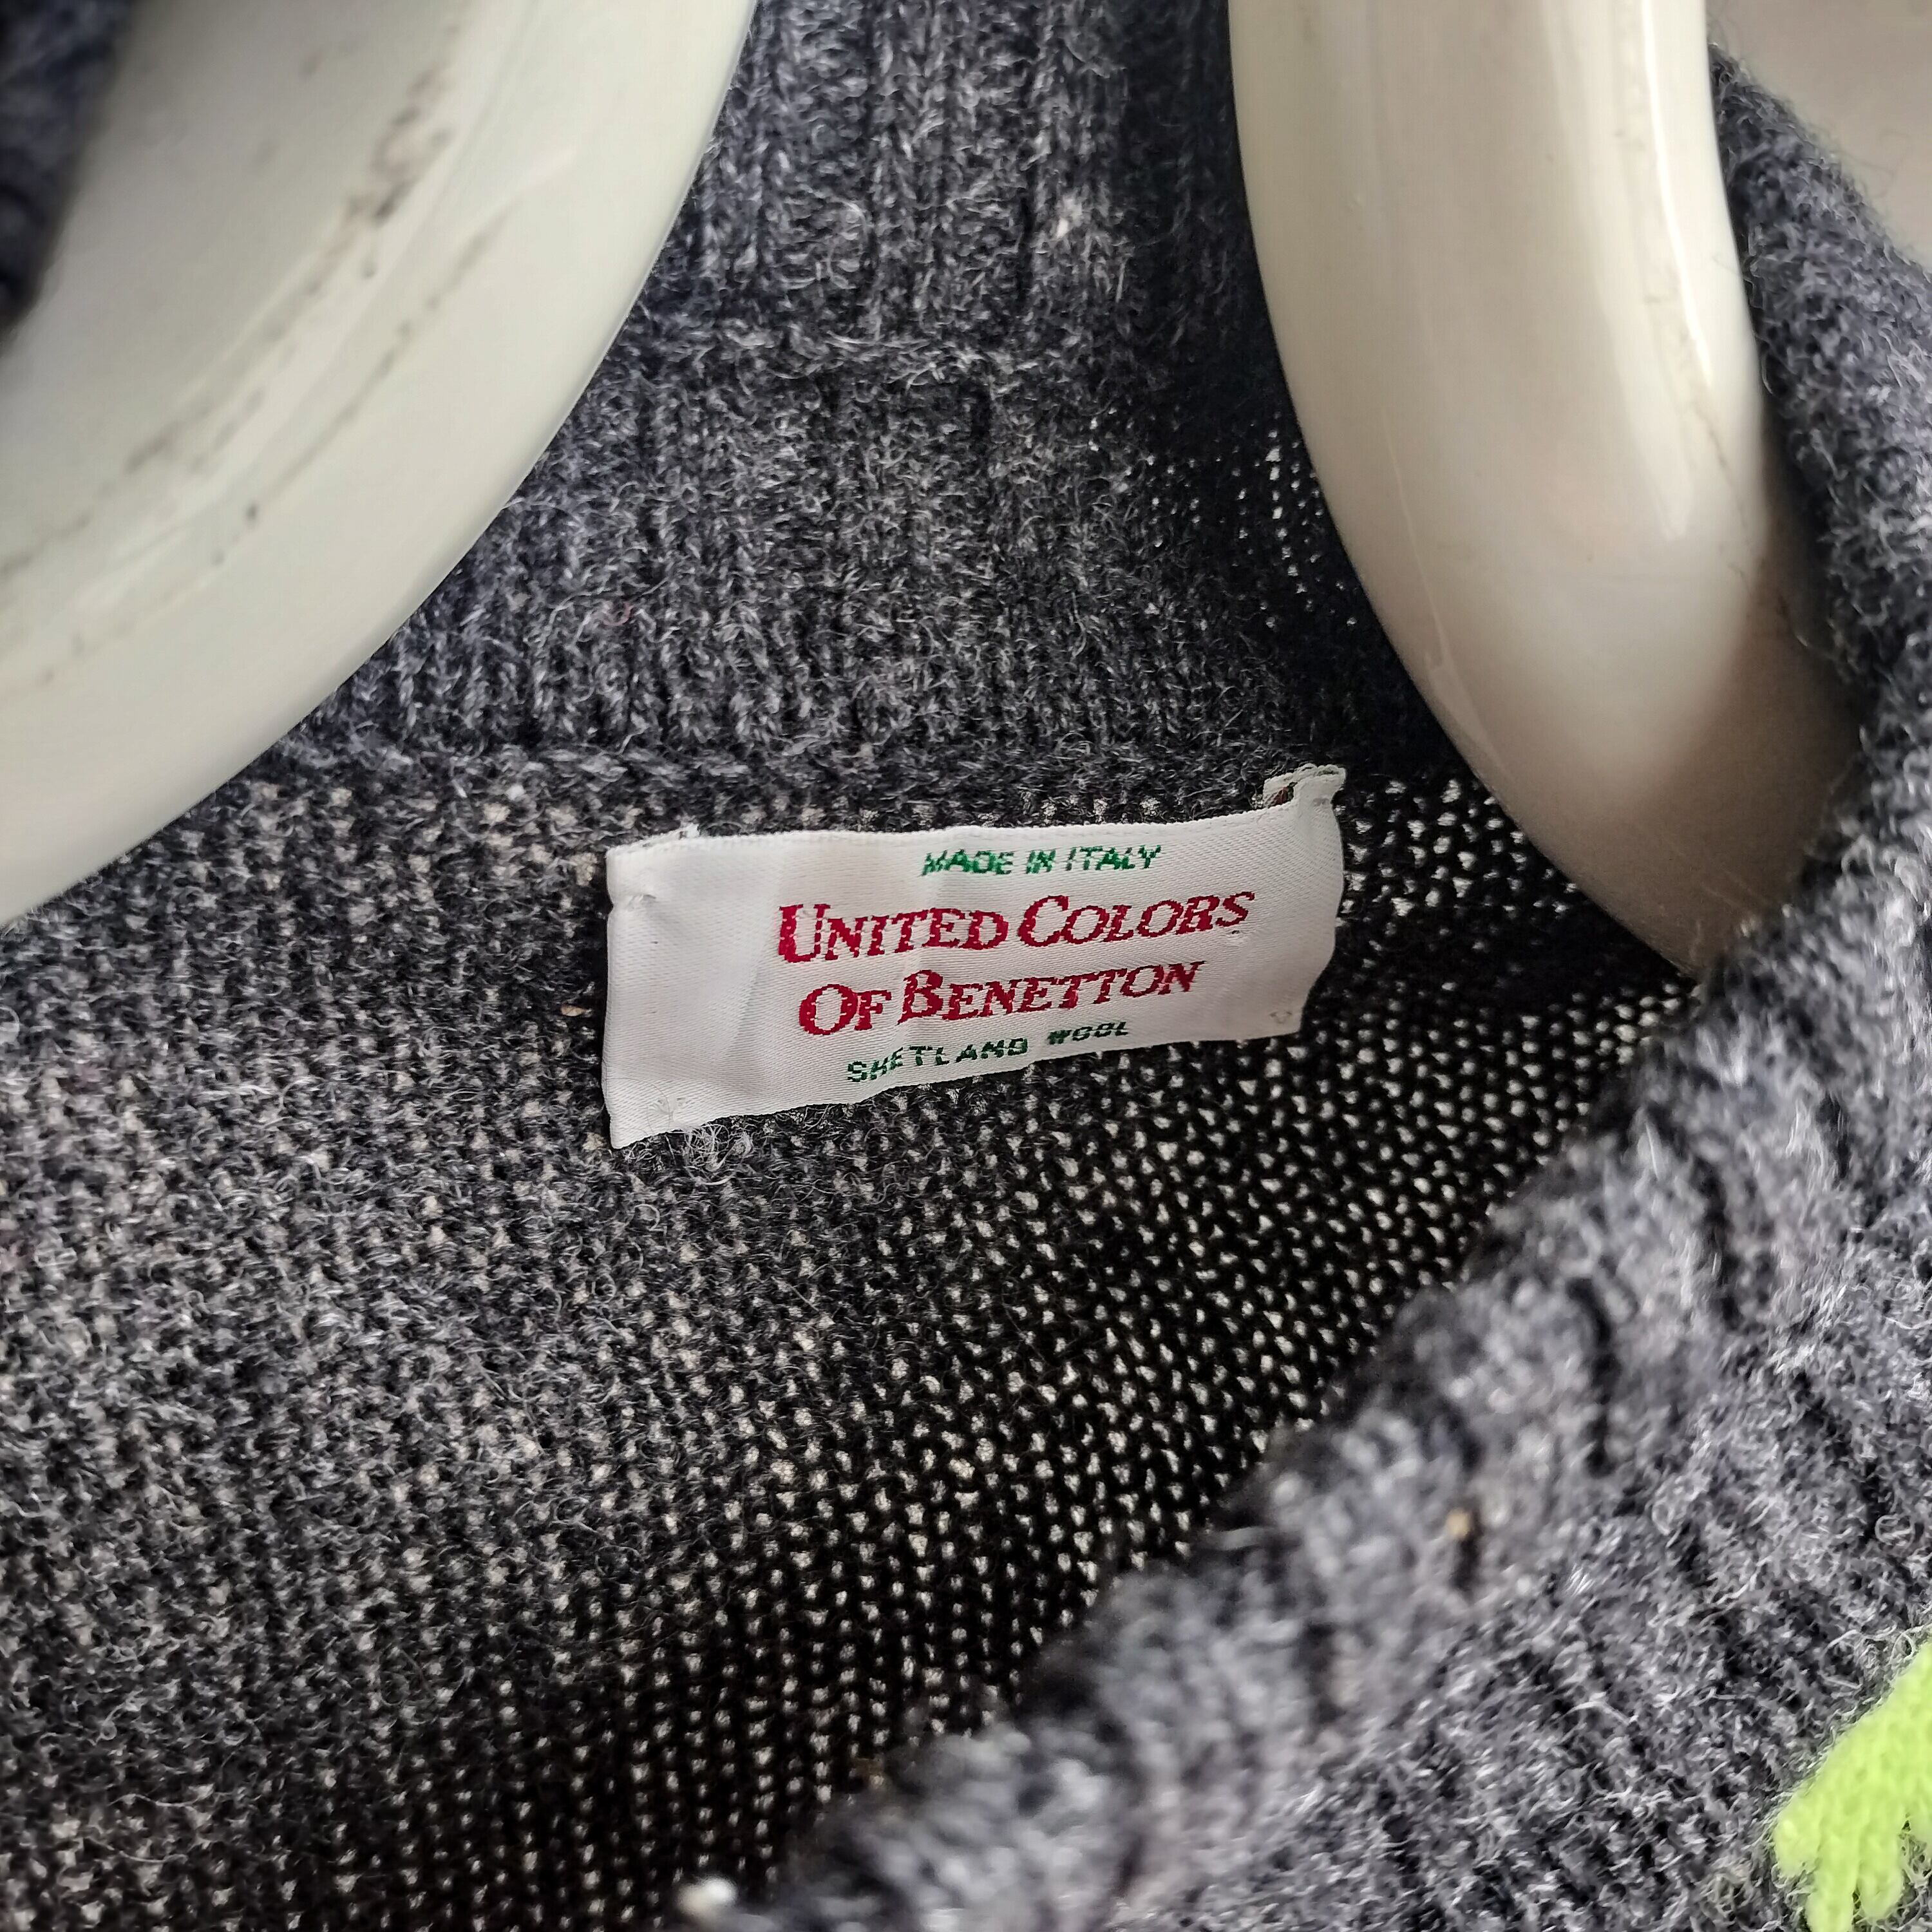 MADE IN ITALY
UNITED COLORS
OF BENETTON
SHETLAND WOOL